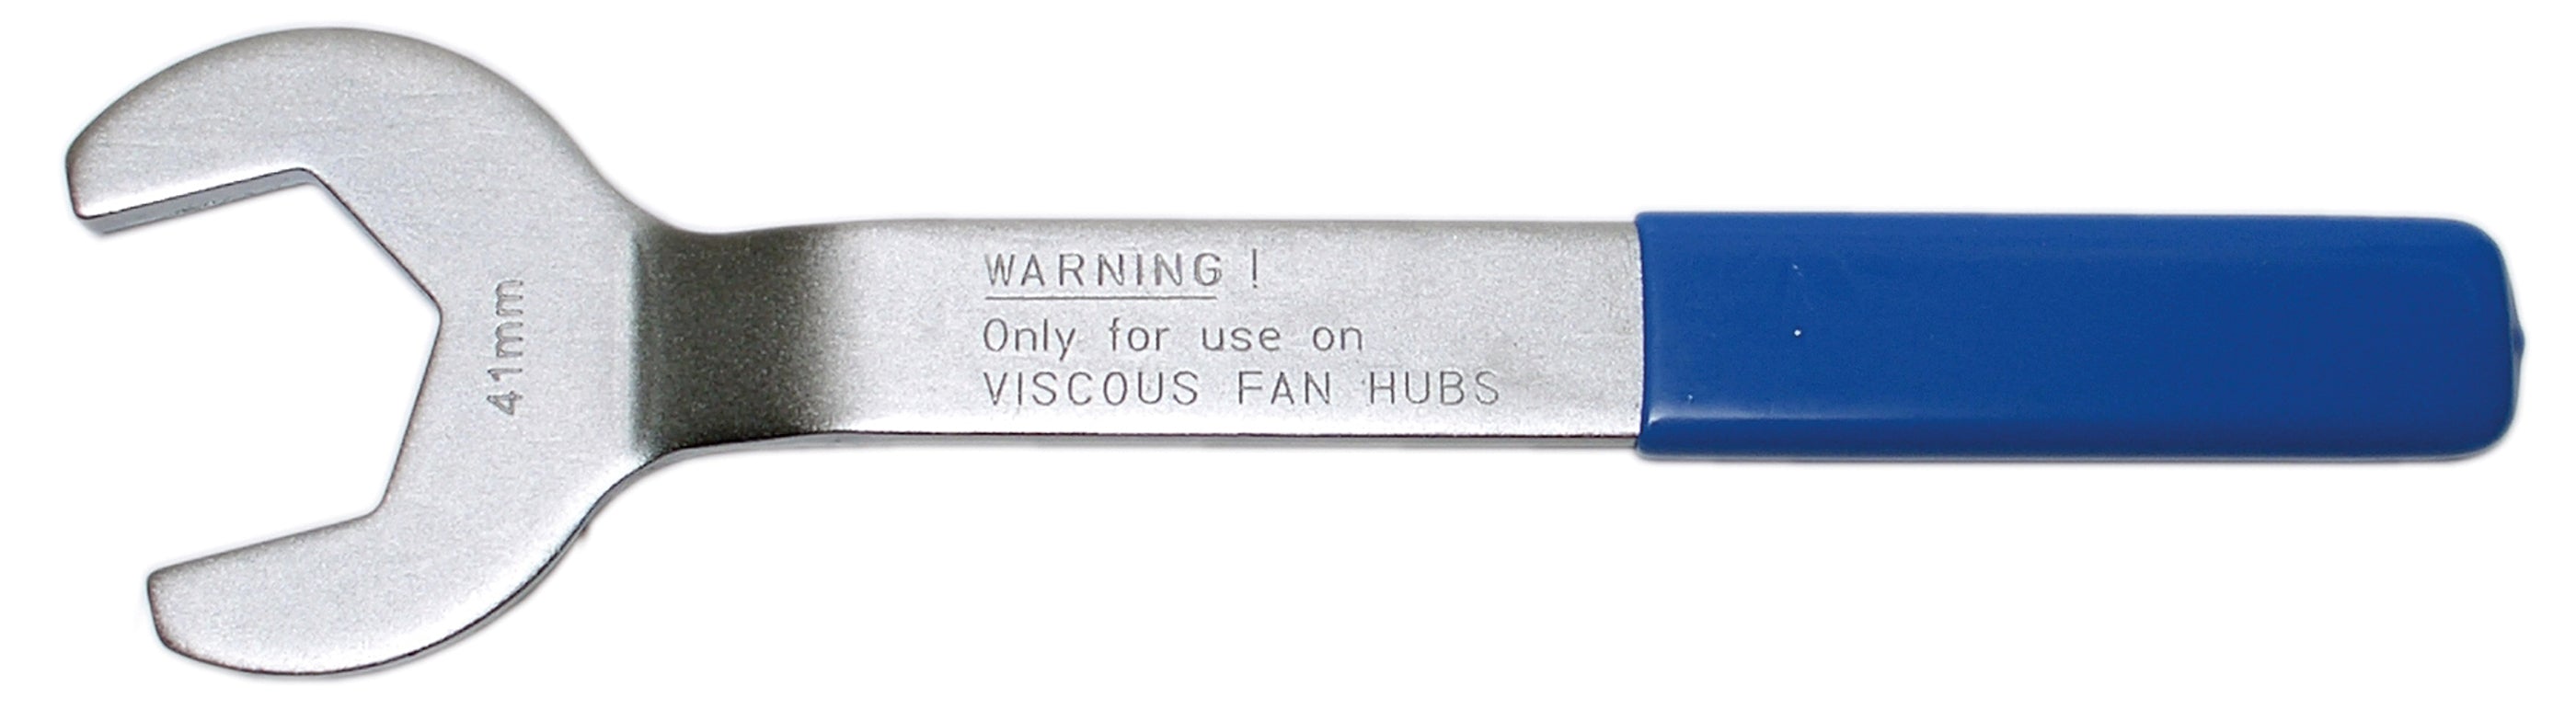 41mm
WARNING !
Only for use on
VISCOUS FAN HUBS